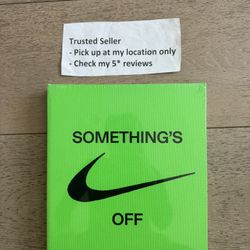 Trusted Seller
- Pick up at my location only
- Check my 5* reviews
SOMETHING'S
OFF